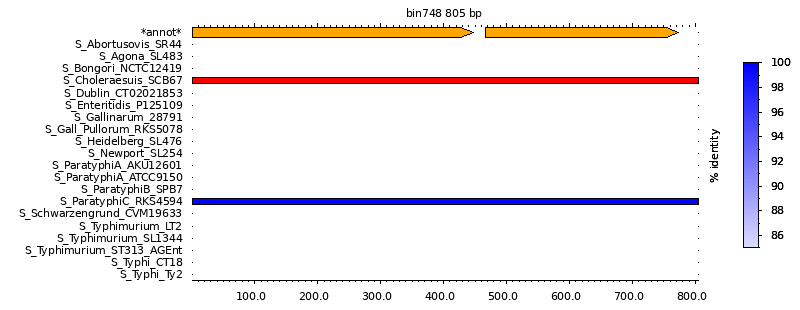 bin748 805 bp
*annot*
S_Abortusovis_SR44
S_Agona_SL483
S_Bongori_NCTC12419
S_Choleraesuis_SCB67
S_Dublin_CT02021853
S_Enteritidis_P125109
S_Gallinarum_28791
S_Gall_Pullorum_RKS5078
S_Heidelberg_SL476
S_Newport_SL254
S_ParatyphiA_AKU12601
S_ParatyphiA_ATCC9150
S_ParatyphiB_SPB7
S_ParatyphiC_RKS4594
S_Schwarzengrund_CVM19633
S_Typhimurium_LT2
S_Typhimurium_SL1344
S_Typhimurium_ST313_AGEnt
S_Typhi_CT18
S_Typhi_Ty2
100.0 200.0 300.0 400.0 500.0 600.0 700.0 800.0
% identity
100
98
96
94
92
90
88
86